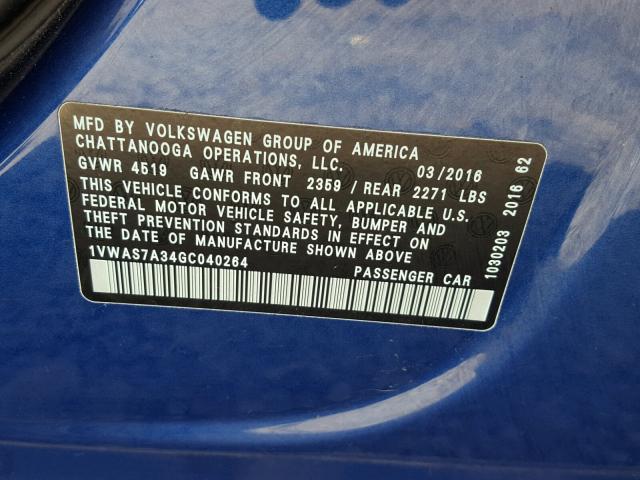 MFD BY VOLKSWAGEN GROUP OF AMERICA
CHATTANOOGA OPERATIONS, LLC. 03/2016
GVWR 4519 GAWR FRONT 2359 / REAR 2271 LBS
THIS VEHICLE CONFORMS TO ALL APPLICABLE U.S.
FEDERAL MOTOR VEHICLE SAFETY, BUMPER AND
THEFT PREVENTION STANDARDS IN EFFECT ON
THE DATE OF MANUFACTURE SHOWN ABOVE
1VWAS7A34GC040264 PASSENGER CAR
1030203 2016 62